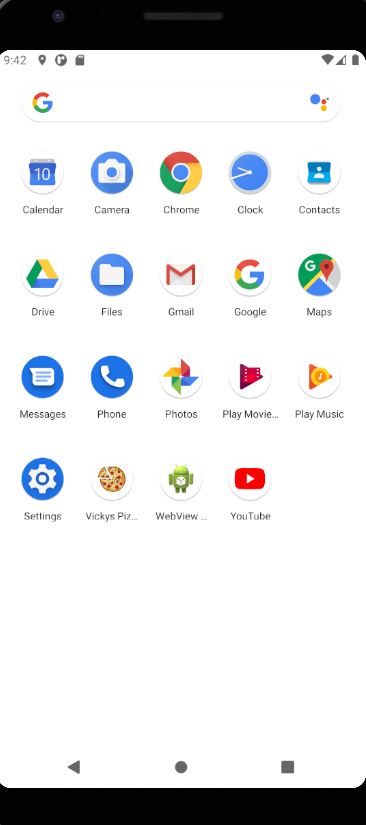 9:42
Calendar Camera Chrome Clock Contacts
Drive Files Gmail Google Maps
Messages Phone Photos Play Movie... Play Music
Settings Vickys Piz... WebView ... YouTube
10